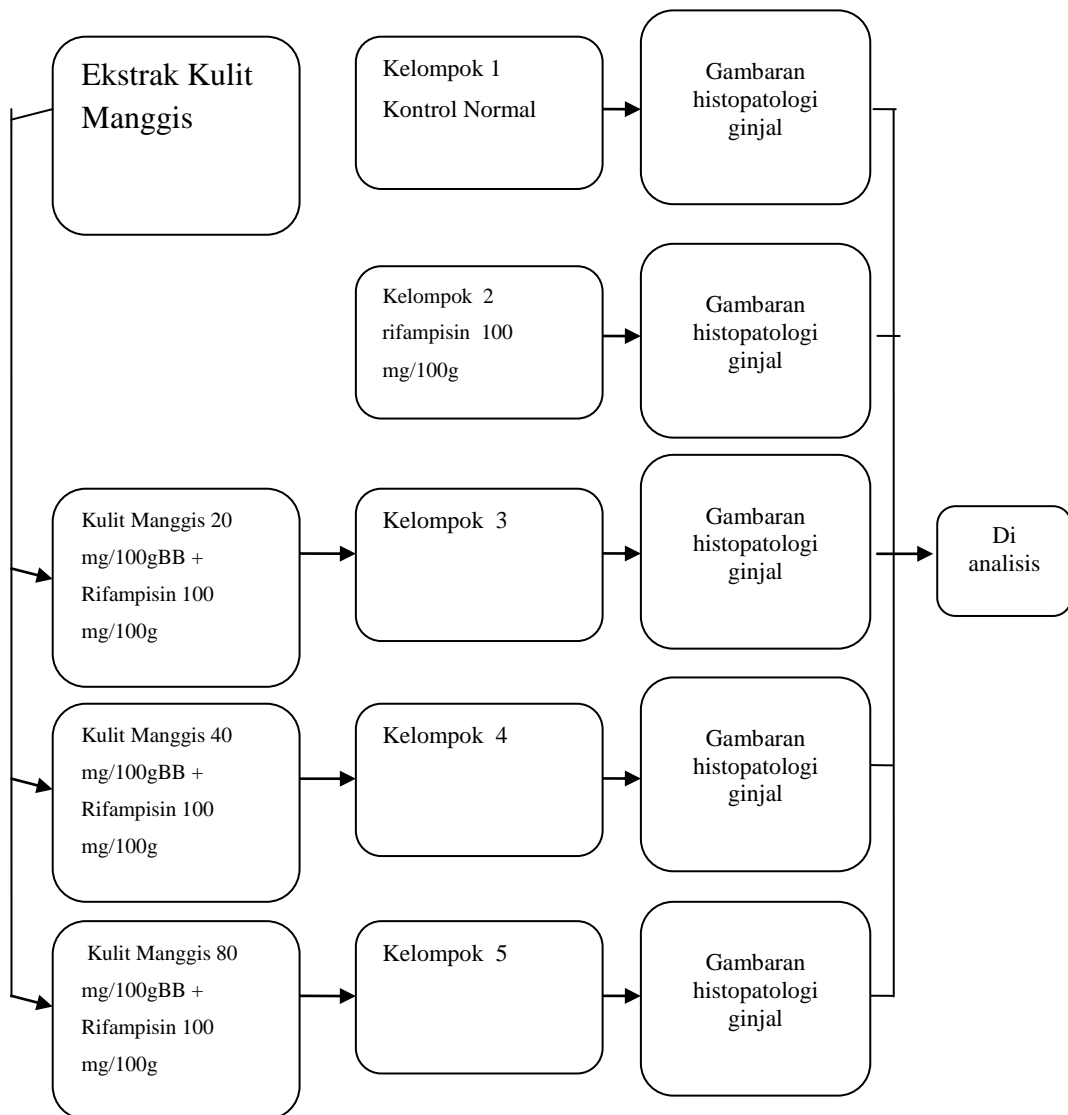 Ekstrak Kulit
Manggis
Kelompok 1
Kontrol Normal
Gambaran
histopatologi
ginjal
Kelompok 2
rifampisin 100
mg/100g
Gambaran
histopatologi
ginjal
Kulit Manggis 20
mg/100gBB +
Rifampisin 100
mg/100g
Kelompok 3
Gambaran
histopatologi
ginjal
Di
analisis
Kulit Manggis 40
mg/100gBB +
Rifampisin 100
mg/100g
Kelompok 4
Gambaran
histopatologi
ginjal
Kulit Manggis 80
mg/100gBB +
Rifampisin 100
mg/100g
Kelompok 5
Gambaran
histopatologi
ginjal